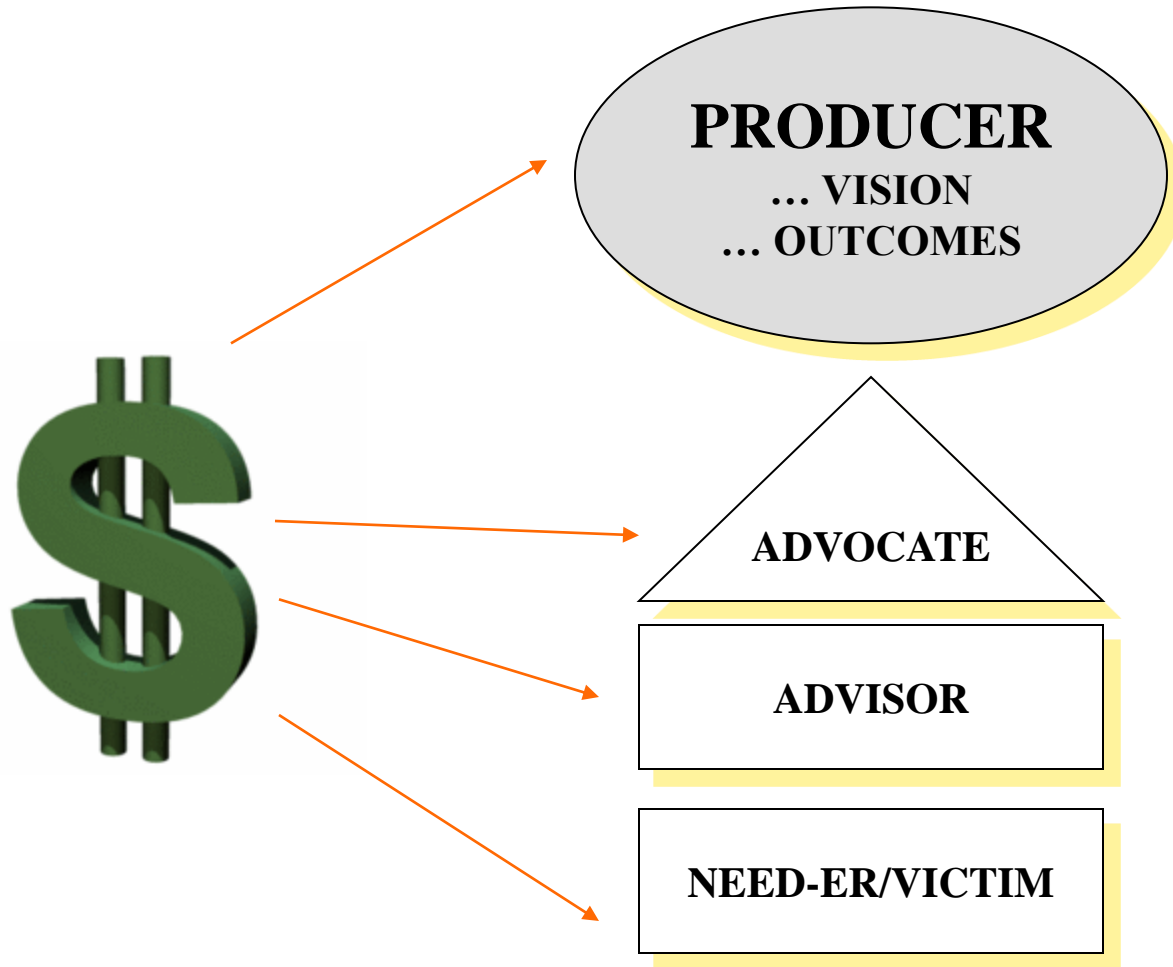 PRODUCER
… VISION
… OUTCOMES
ADVOCATE
ADVISOR
NEED-ER/VICTIM